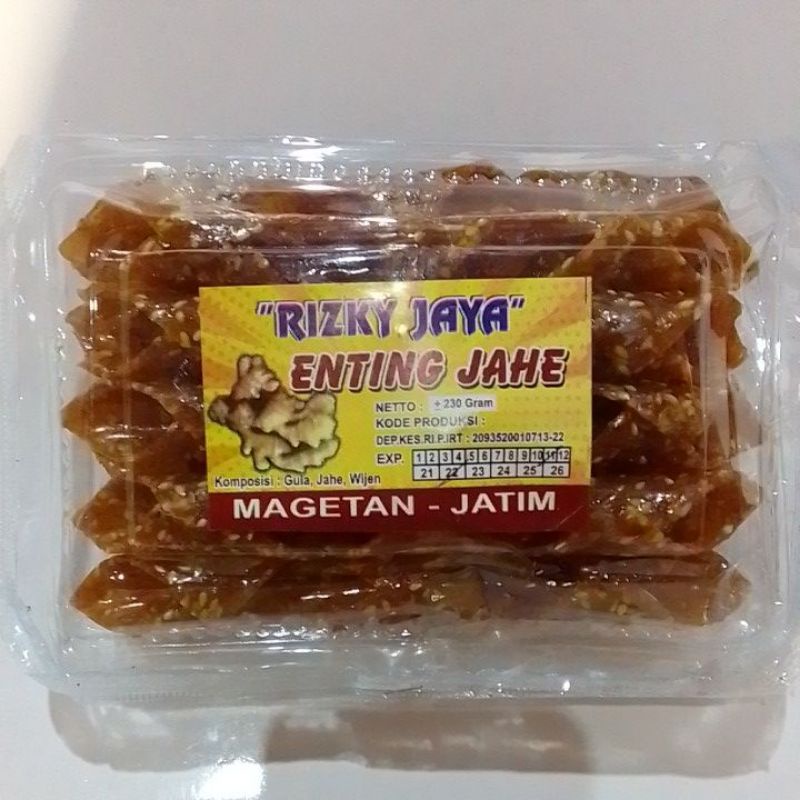 "RIZKY JAYA"
ENTING JAHE
NETTO : ± 230 Gram
KODE PRODUKSI :
DEP.KES.RI.P.IRT : 2093520010713-22
EXP. 1 2 3 4 5 6 7 8 9 10 11 12
21 22 23 24 25 26
Komposisi : Gula, Jahe, Wijen
MAGETAN - JATIM